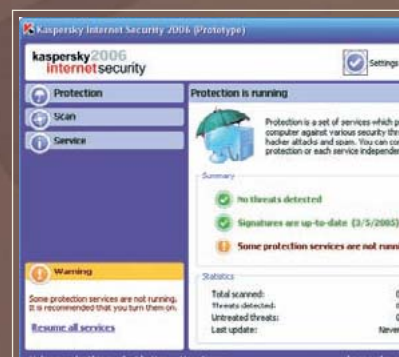 Kaspersky Internet Security 2006 (Prototype)
kaspersky2006
internetsecurity
Settings
Protection
Scan
Service
Protection is running
Protection is a set of services which p
computer against various security thr
hacker attacks and spam. You can co
protection or each service independe
Summary
No threats detected
Signatures are up-to-date (3/5/2005)
Some protection services are not runni
Warning
Some protection services are not running.
It is recommended that you turn them on.
Resume all services
Statistics
Total scanned: 0
Threats detected: 0
Untreated threats: 0
Last update: Never